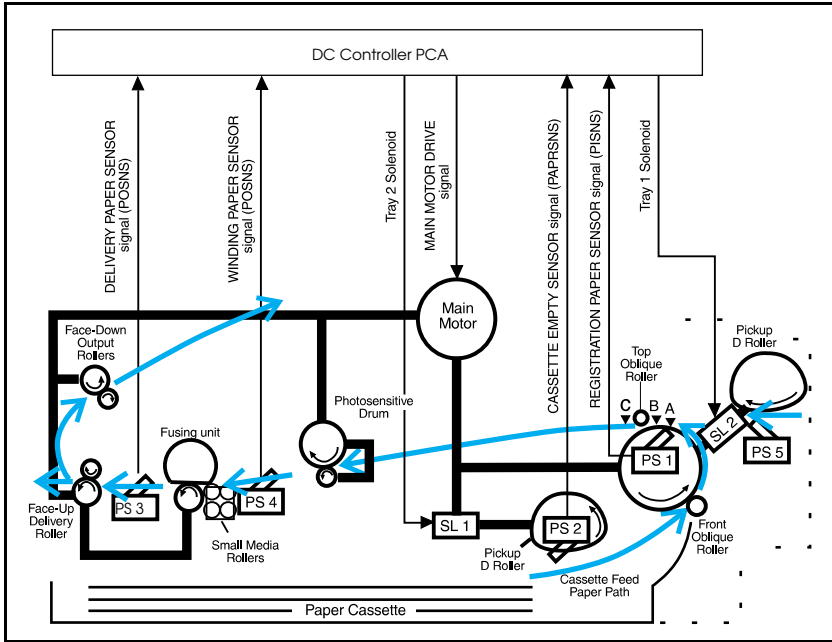 DC Controller PCA
DELIVERY PAPER SENSOR
signal (POSNS)
WINDING PAPER SENSOR
signal (POSNS)
Tray 2 Solenoid
MAIN MOTOR DRIVE
signal
CASSETTE EMPTY SENSOR signal (PAPRSNS)
REGISTRATION PAPER SENSOR signal (PISNS)
Tray 1 Solenoid
Main
Motor
Face-Down
Output
Rollers
Pickup
D Roller
Top
Oblique
Roller
C
B
A
Photosensitive
Drum
Fusing unit
SL 2
PS 1
PS 5
PS 3
PS 4
Face-Up
Delivery
Roller
Small Media
Rollers
SL 1
PS 2
Pickup
D Roller
Front
Oblique
Roller
Cassette Feed
Paper Path
Paper Cassette